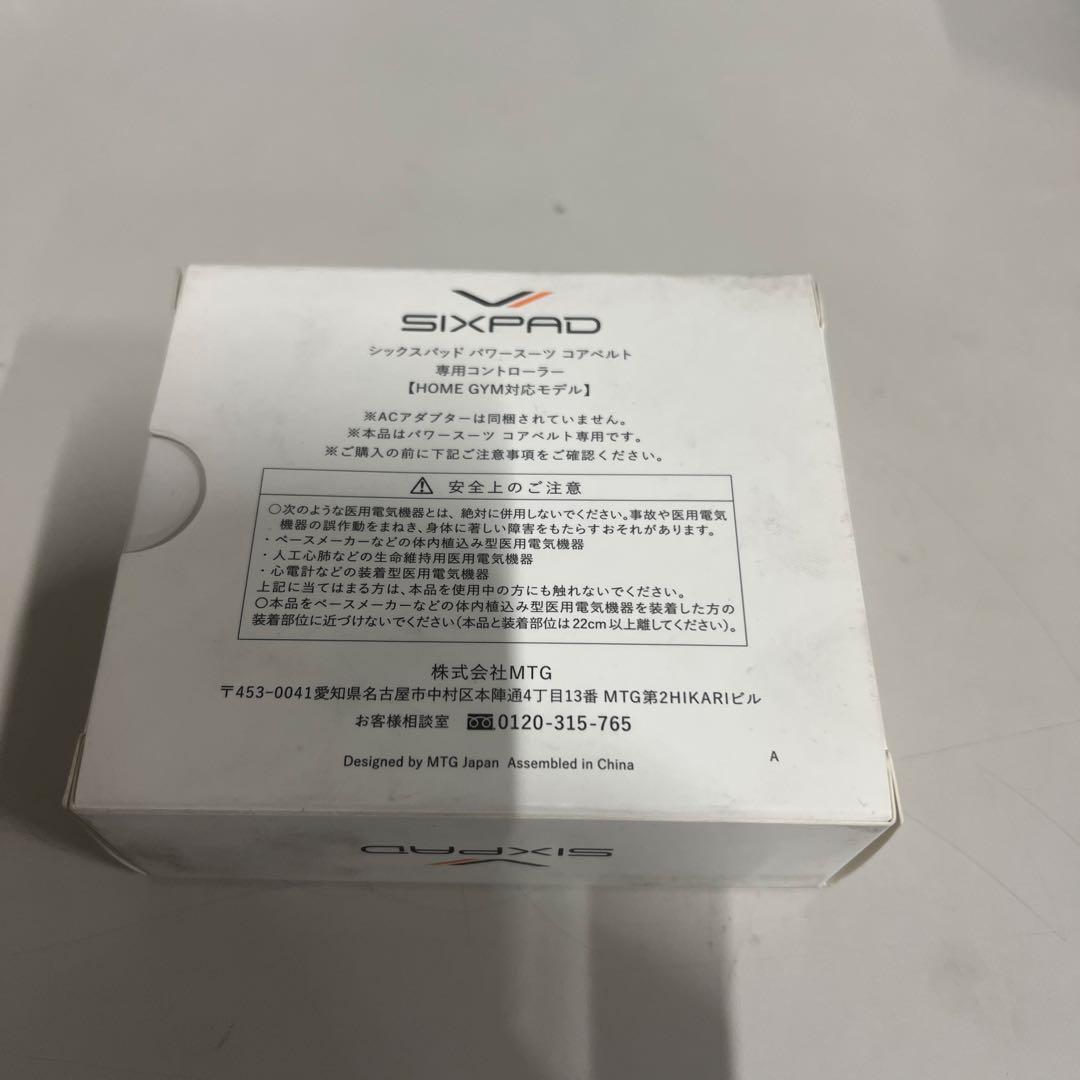 SIXPAD
シックスパッド パワースーツ コアベルト
専用コントローラー
【HOME GYM対応モデル】
※ACアダプターは同梱されていません。
※本品はパワースーツ コアベルト専用です。
※ご購入の前に下記ご注意事項をご確認ください。
⚠ 安全上のご注意
○次のような医用電気機器とは、絶対に併用しないでください。事故や医用電気
機器の誤作動をまねき、身体に著しい障害をもたらすおそれがあります。
・ペースメーカーなどの体内植込み型医用電気機器
・人工心肺などの生命維持用医用電気機器
・心電計などの装着型医用電気機器
上記に当てはまる方は、本品を使用中の方にも触れないでください。
○本品をペースメーカーなどの体内植込み型医用電気機器を装着した方の
装着部位に近づけないでください(本品と装着部位は22cm以上離してください)。
株式会社MTG
〒453-0041愛知県名古屋市中村区本陣通4丁目13番 MTG第2HIKARIビル
お客様相談室 0120-315-765
Designed by MTG Japan Assembled in China
A
SIXPAD